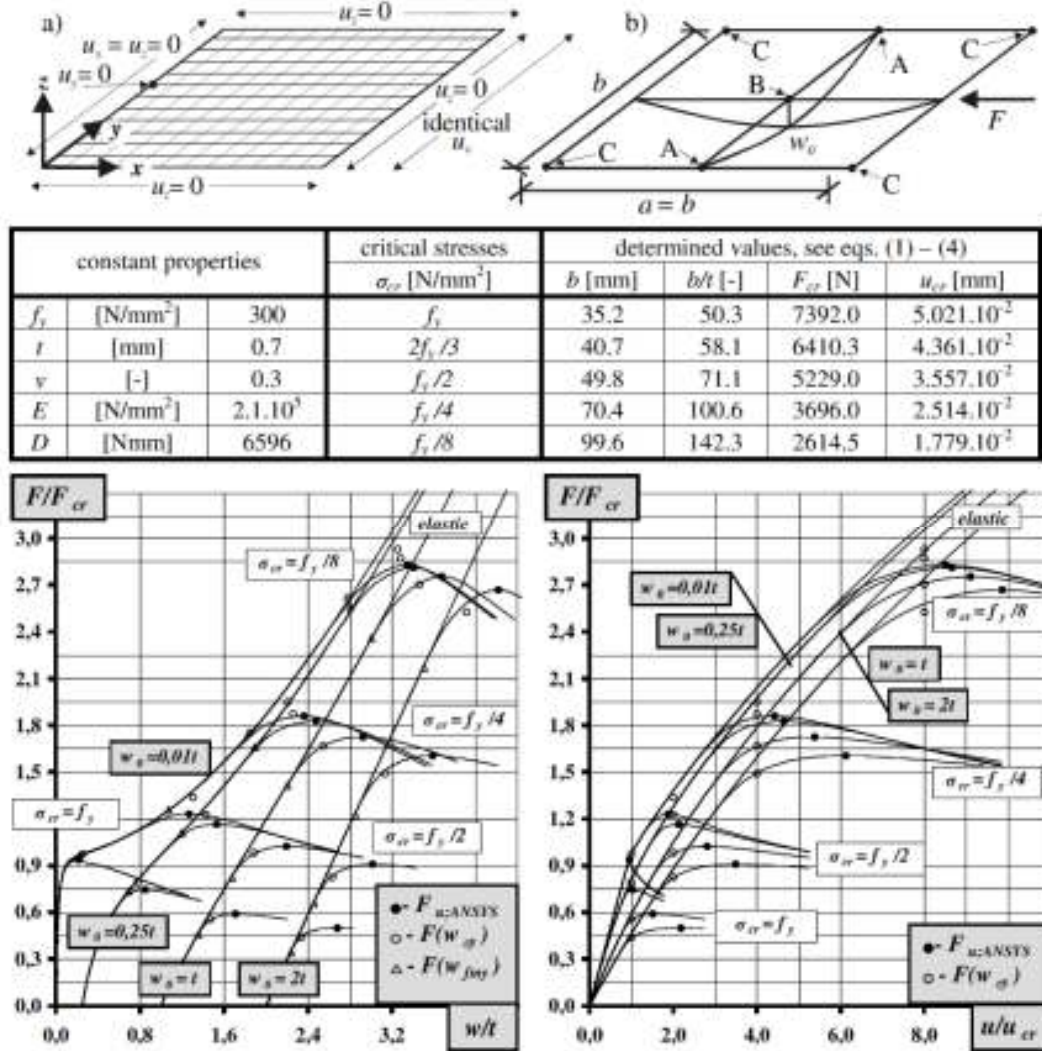 a)
u_z = 0
u_x = u_z = 0
u_y = 0
z
y
x
u_z = 0
identical
u_x
u_z = 0
b)
b
C
A
C
B
F
w_0
C
A
C
a = b
constant properties
critical stresses
determined values, see eqs. (1) – (4)
σ_cr [N/mm²]
b [mm]
b/t [-]
F_cr [N]
u_cr [mm]
f_y [N/mm²] 300 f_y 35.2 50.3 7392.0 5.021.10⁻²
t [mm] 0.7 2f_y/3 40.7 58.1 6410.3 4.361.10⁻²
ν [-] 0.3 f_y/2 49.8 71.1 5229.0 3.557.10⁻²
E [N/mm²] 2.1.10⁵ f_y/4 70.4 100.6 3696.0 2.514.10⁻²
D [Nmm] 6596 f_y/8 99.6 142.3 2614.5 1.779.10⁻²
F/F_cr
3,0
2,7
2,4
2,1
1,8
1,5
1,2
0,9
0,6
0,3
0,0
elastic
σ_cr = f_y/8
σ_cr = f_y/4
w_0=0,01t
σ_cr = f_y
σ_cr = f_y/2
w_0=0,25t
w_0=t
w_0=2t
●- F_u;ANSYS
○- F(w_eff)
△- F(w_fmy)
0,0 0,8 1,6 2,4 3,2 w/t
F/F_cr
3,0
2,7
2,4
2,1
1,8
1,5
1,2
0,9
0,6
0,3
0,0
elastic
w_0=0,01t
w_0=0,25t
σ_cr = f_y/8
w_0=t
w_0=2t
σ_cr = f_y/4
σ_cr = f_y/2
σ_cr = f_y
●- F_u;ANSYS
○- F(w_eff)
0,0 2,0 4,0 6,0 8,0 u/u_cr